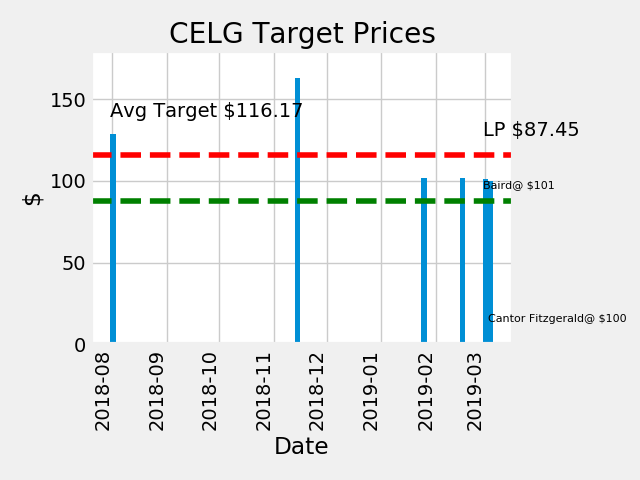 CELG Target Prices
150
100
50
0
$
Avg Target $116.17
LP $87.45
Baird@ $101
Cantor Fitzgerald@ $100
2018-08
2018-09
2018-10
2018-11
2018-12
2019-01
2019-02
2019-03
Date